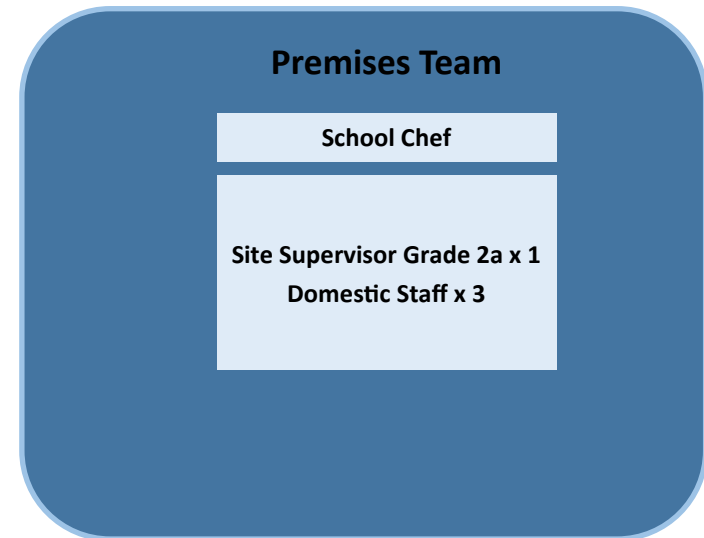 Premises Team
School Chef
Site Supervisor Grade 2a x 1
Domestic Staff x 3